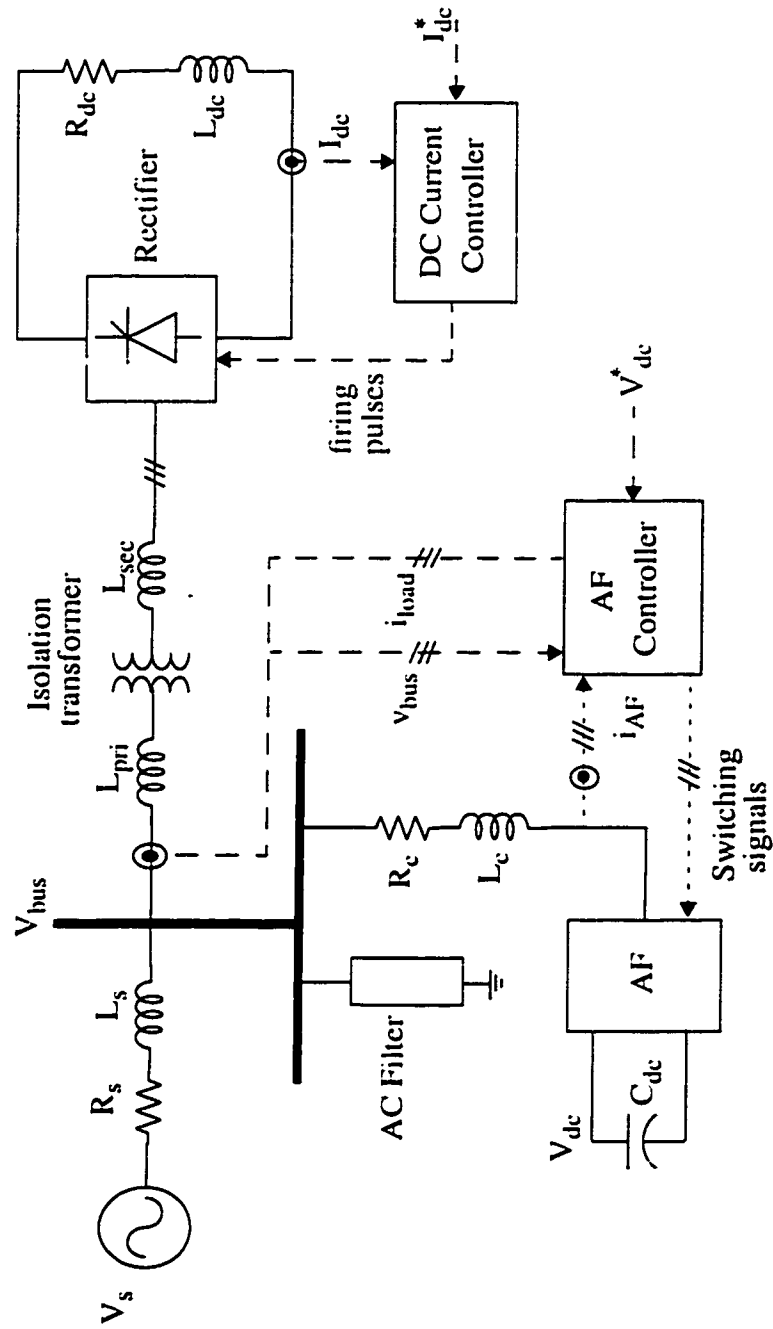 V_s
R_s
L_s
V_bus
L_pri
Isolation
transformer
L_sec
Rectifier
R_dc
L_dc
I_dc
I*_dc
DC Current
Controller
firing
pulses
i_load
v_bus
AF
Controller
V*_dc
i_AF
Switching
signals
R_c
L_c
AC Filter
AF
V_dc
C_dc